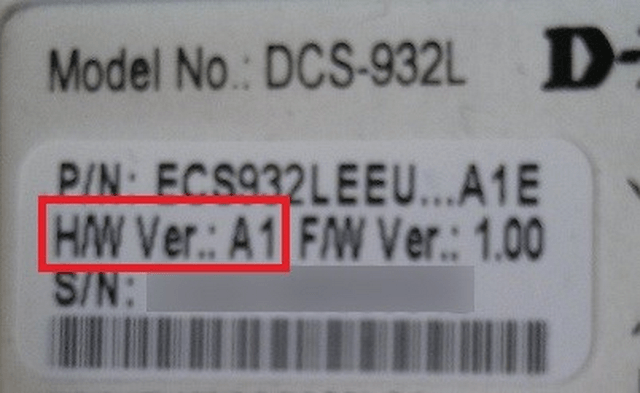 Model No.: DCS-932L D-
P/N: ECS932LEEU...A1E
H/W Ver.: A1 F/W Ver.: 1.00
S/N: